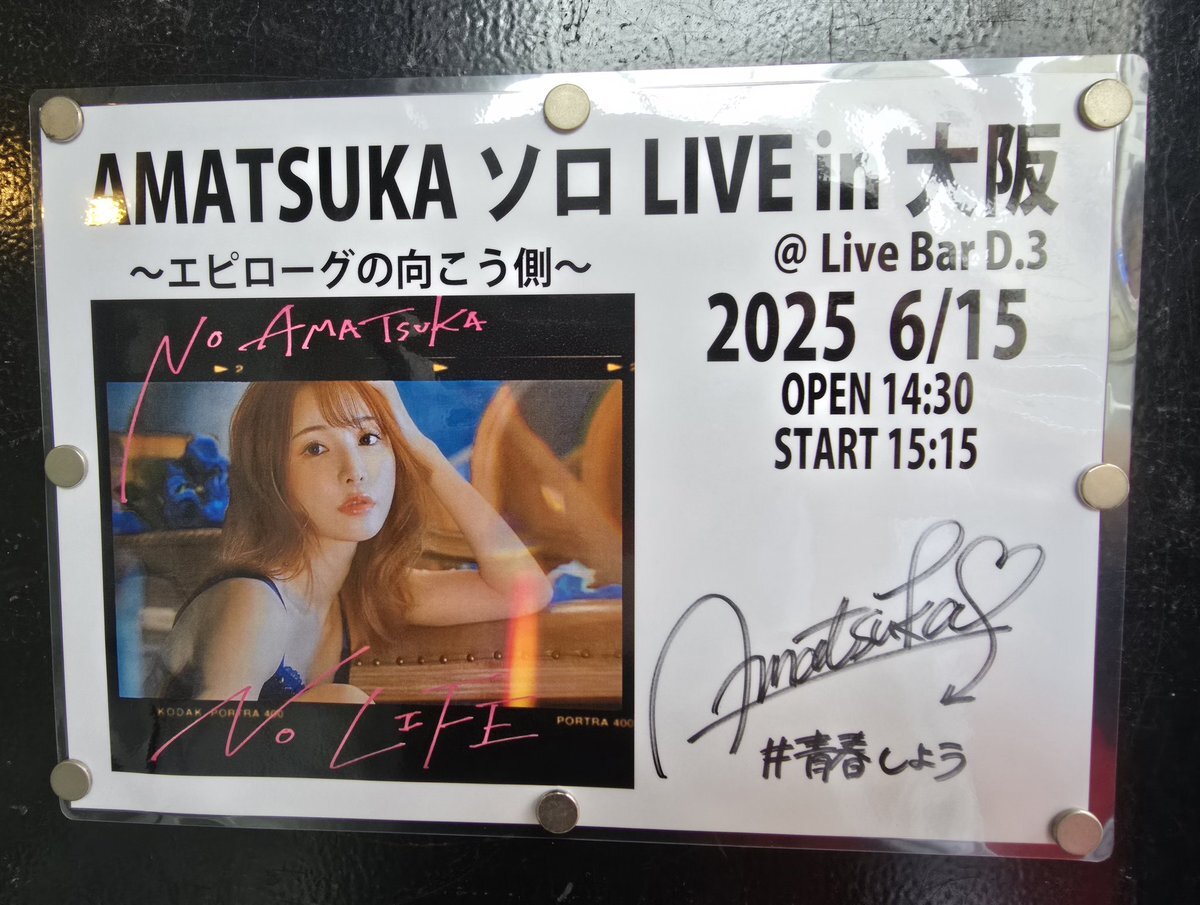 AMATSUKA ソロ LIVE in 大阪
～エピローグの向こう側～
@ Live Bar D.3
2025 6/15
OPEN 14:30
START 15:15
No AMATSUKA
2
KODAK PORTRA 400
PORTRA 400
No LIFE
Amatsuka
#青春しよう